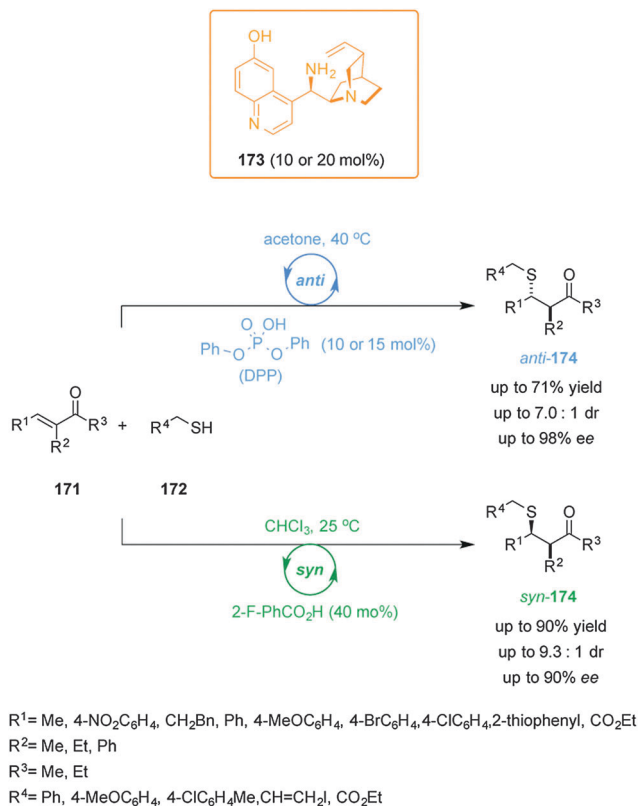 OH
NH₂
N
N
173 (10 or 20 mol%)
acetone, 40 °C
anti
O OH
P
Ph O O Ph (10 or 15 mol%)
(DPP)
R⁴ S O
R¹ R³
R²
anti-174
up to 71% yield
up to 7.0 : 1 dr
up to 98% ee
O
R¹ R³ + R⁴ SH
R²
171 172
CHCl₃, 25 °C
syn
2-F-PhCO₂H (40 mo%)
R⁴ S O
R¹ R³
R²
syn-174
up to 90% yield
up to 9.3 : 1 dr
up to 90% ee
R¹= Me, 4-NO₂C₆H₄, CH₂Bn, Ph, 4-MeOC₆H₄, 4-BrC₆H₄,4-ClC₆H₄,2-thiophenyl, CO₂Et
R²= Me, Et, Ph
R³= Me, Et
R⁴= Ph, 4-MeOC₆H₄, 4-ClC₆H₄Me,CH=CH₂I, CO₂Et